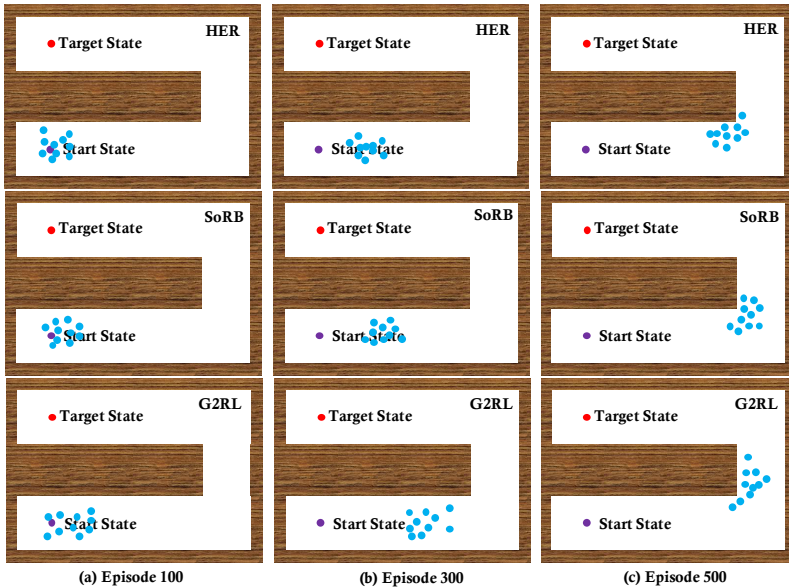 HER
Target State
Start State
HER
Target State
Start State
HER
Target State
Start State
SoRB
Target State
Start State
SoRB
Target State
Start State
SoRB
Target State
Start State
G2RL
Target State
Start State
G2RL
Target State
Start State
G2RL
Target State
Start State
(a) Episode 100
(b) Episode 300
(c) Episode 500